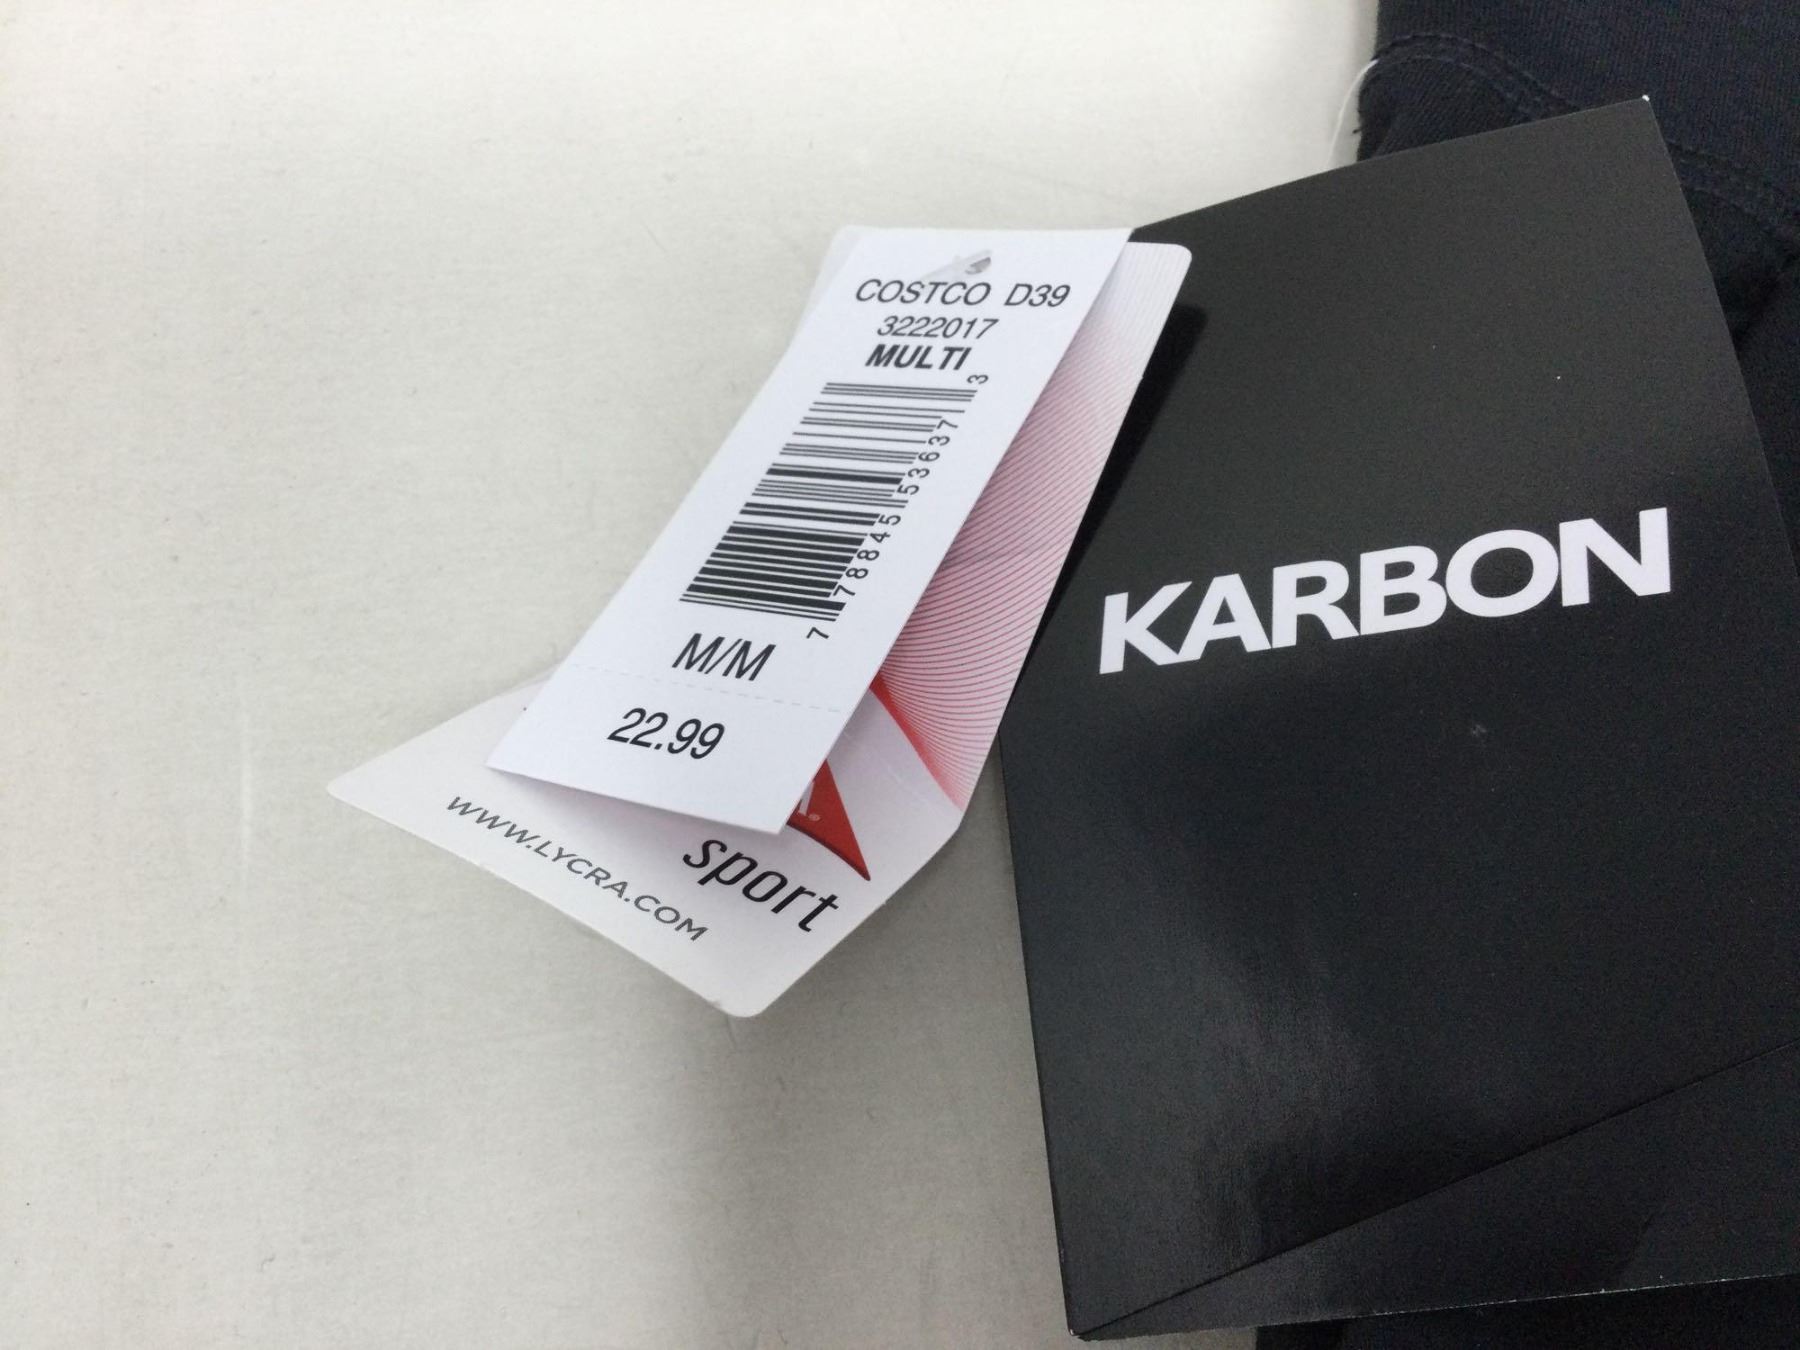 COSTCO D39
3222017
MULTI
7 78845 53637 3
M/M
22.99
sport
WWW.LYCRA.COM
KARBON